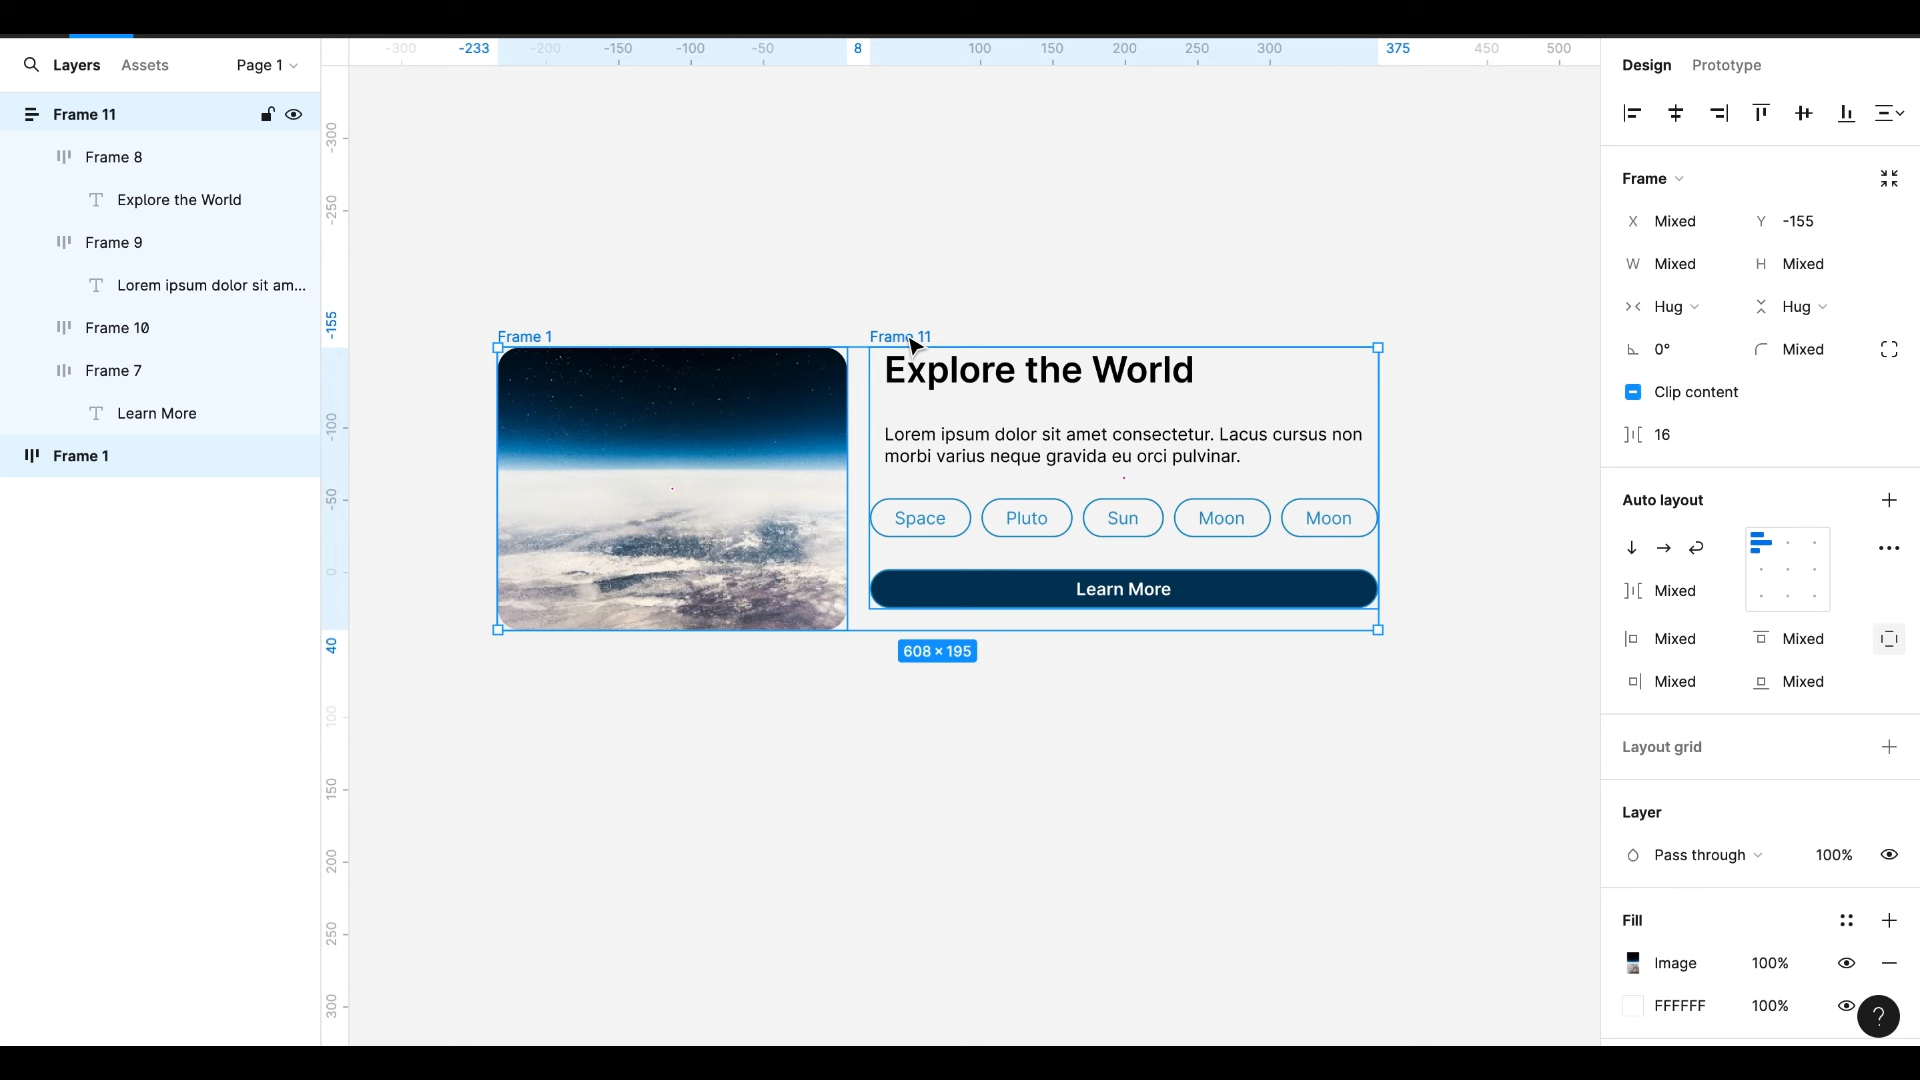 Layers Assets Page 1
Frame 11
Frame 8
Explore the World
Frame 9
Lorem ipsum dolor sit am...
Frame 10
Frame 7
Learn More
Frame 1
-300 -233 -200 -150 -100 -50 8 100 150 200 250 300 375 450 500
-300
-250
-155
-100
-50
0
40
100
150
200
250
300
Frame 1 Frame 11
Explore the World
Lorem ipsum dolor sit amet consectetur. Lacus cursus non
morbi varius neque gravida eu orci pulvinar.
Space Pluto Sun Moon Moon
Learn More
608 × 195
Design Prototype
Frame
X Mixed Y -155
W Mixed H Mixed
Hug Hug
0° Mixed
Clip content
16
Auto layout
Mixed
Mixed Mixed
Mixed Mixed
Layout grid
Layer
Pass through 100%
Fill
Image 100%
FFFFFF 100%
?